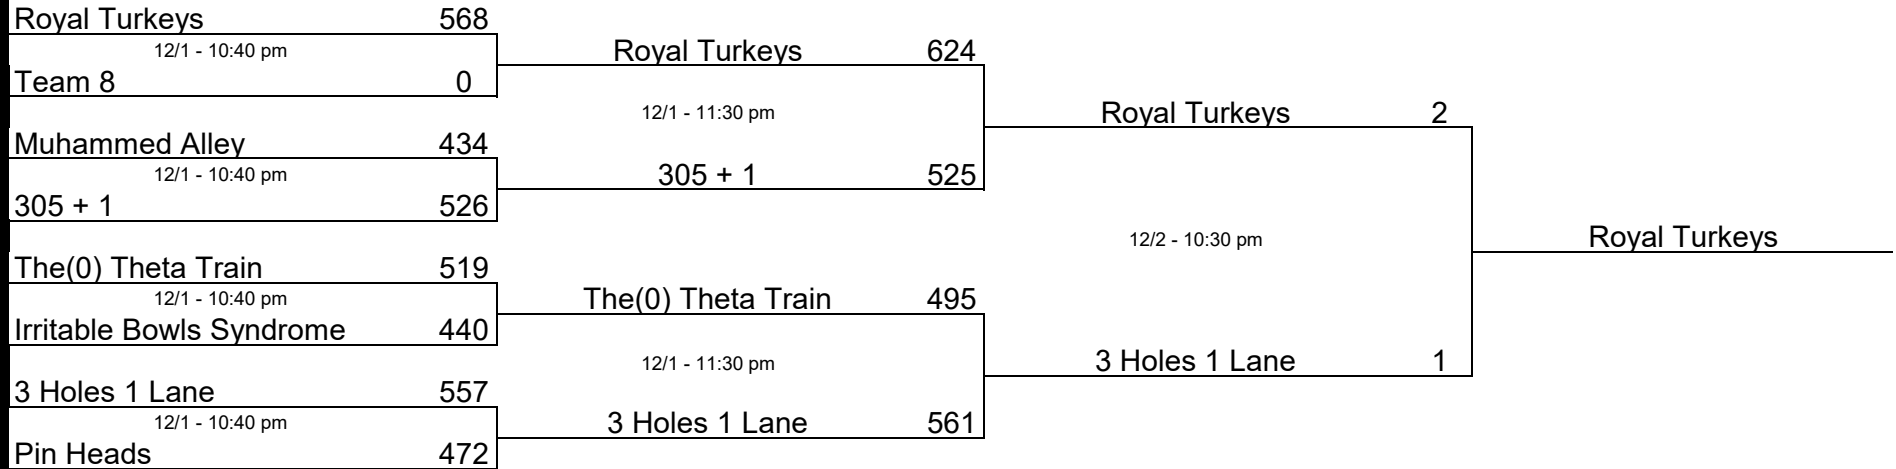 Royal Turkeys 568
12/1 - 10:40 pm
Team 8 0
Muhammed Alley 434
12/1 - 10:40 pm
305 + 1 526
The(0) Theta Train 519
12/1 - 10:40 pm
Irritable Bowls Syndrome 440
3 Holes 1 Lane 557
12/1 - 10:40 pm
Pin Heads 472
Royal Turkeys 624
12/1 - 11:30 pm
305 + 1 525
The(0) Theta Train 495
12/1 - 11:30 pm
3 Holes 1 Lane 561
Royal Turkeys 2
12/2 - 10:30 pm
3 Holes 1 Lane 1
Royal Turkeys